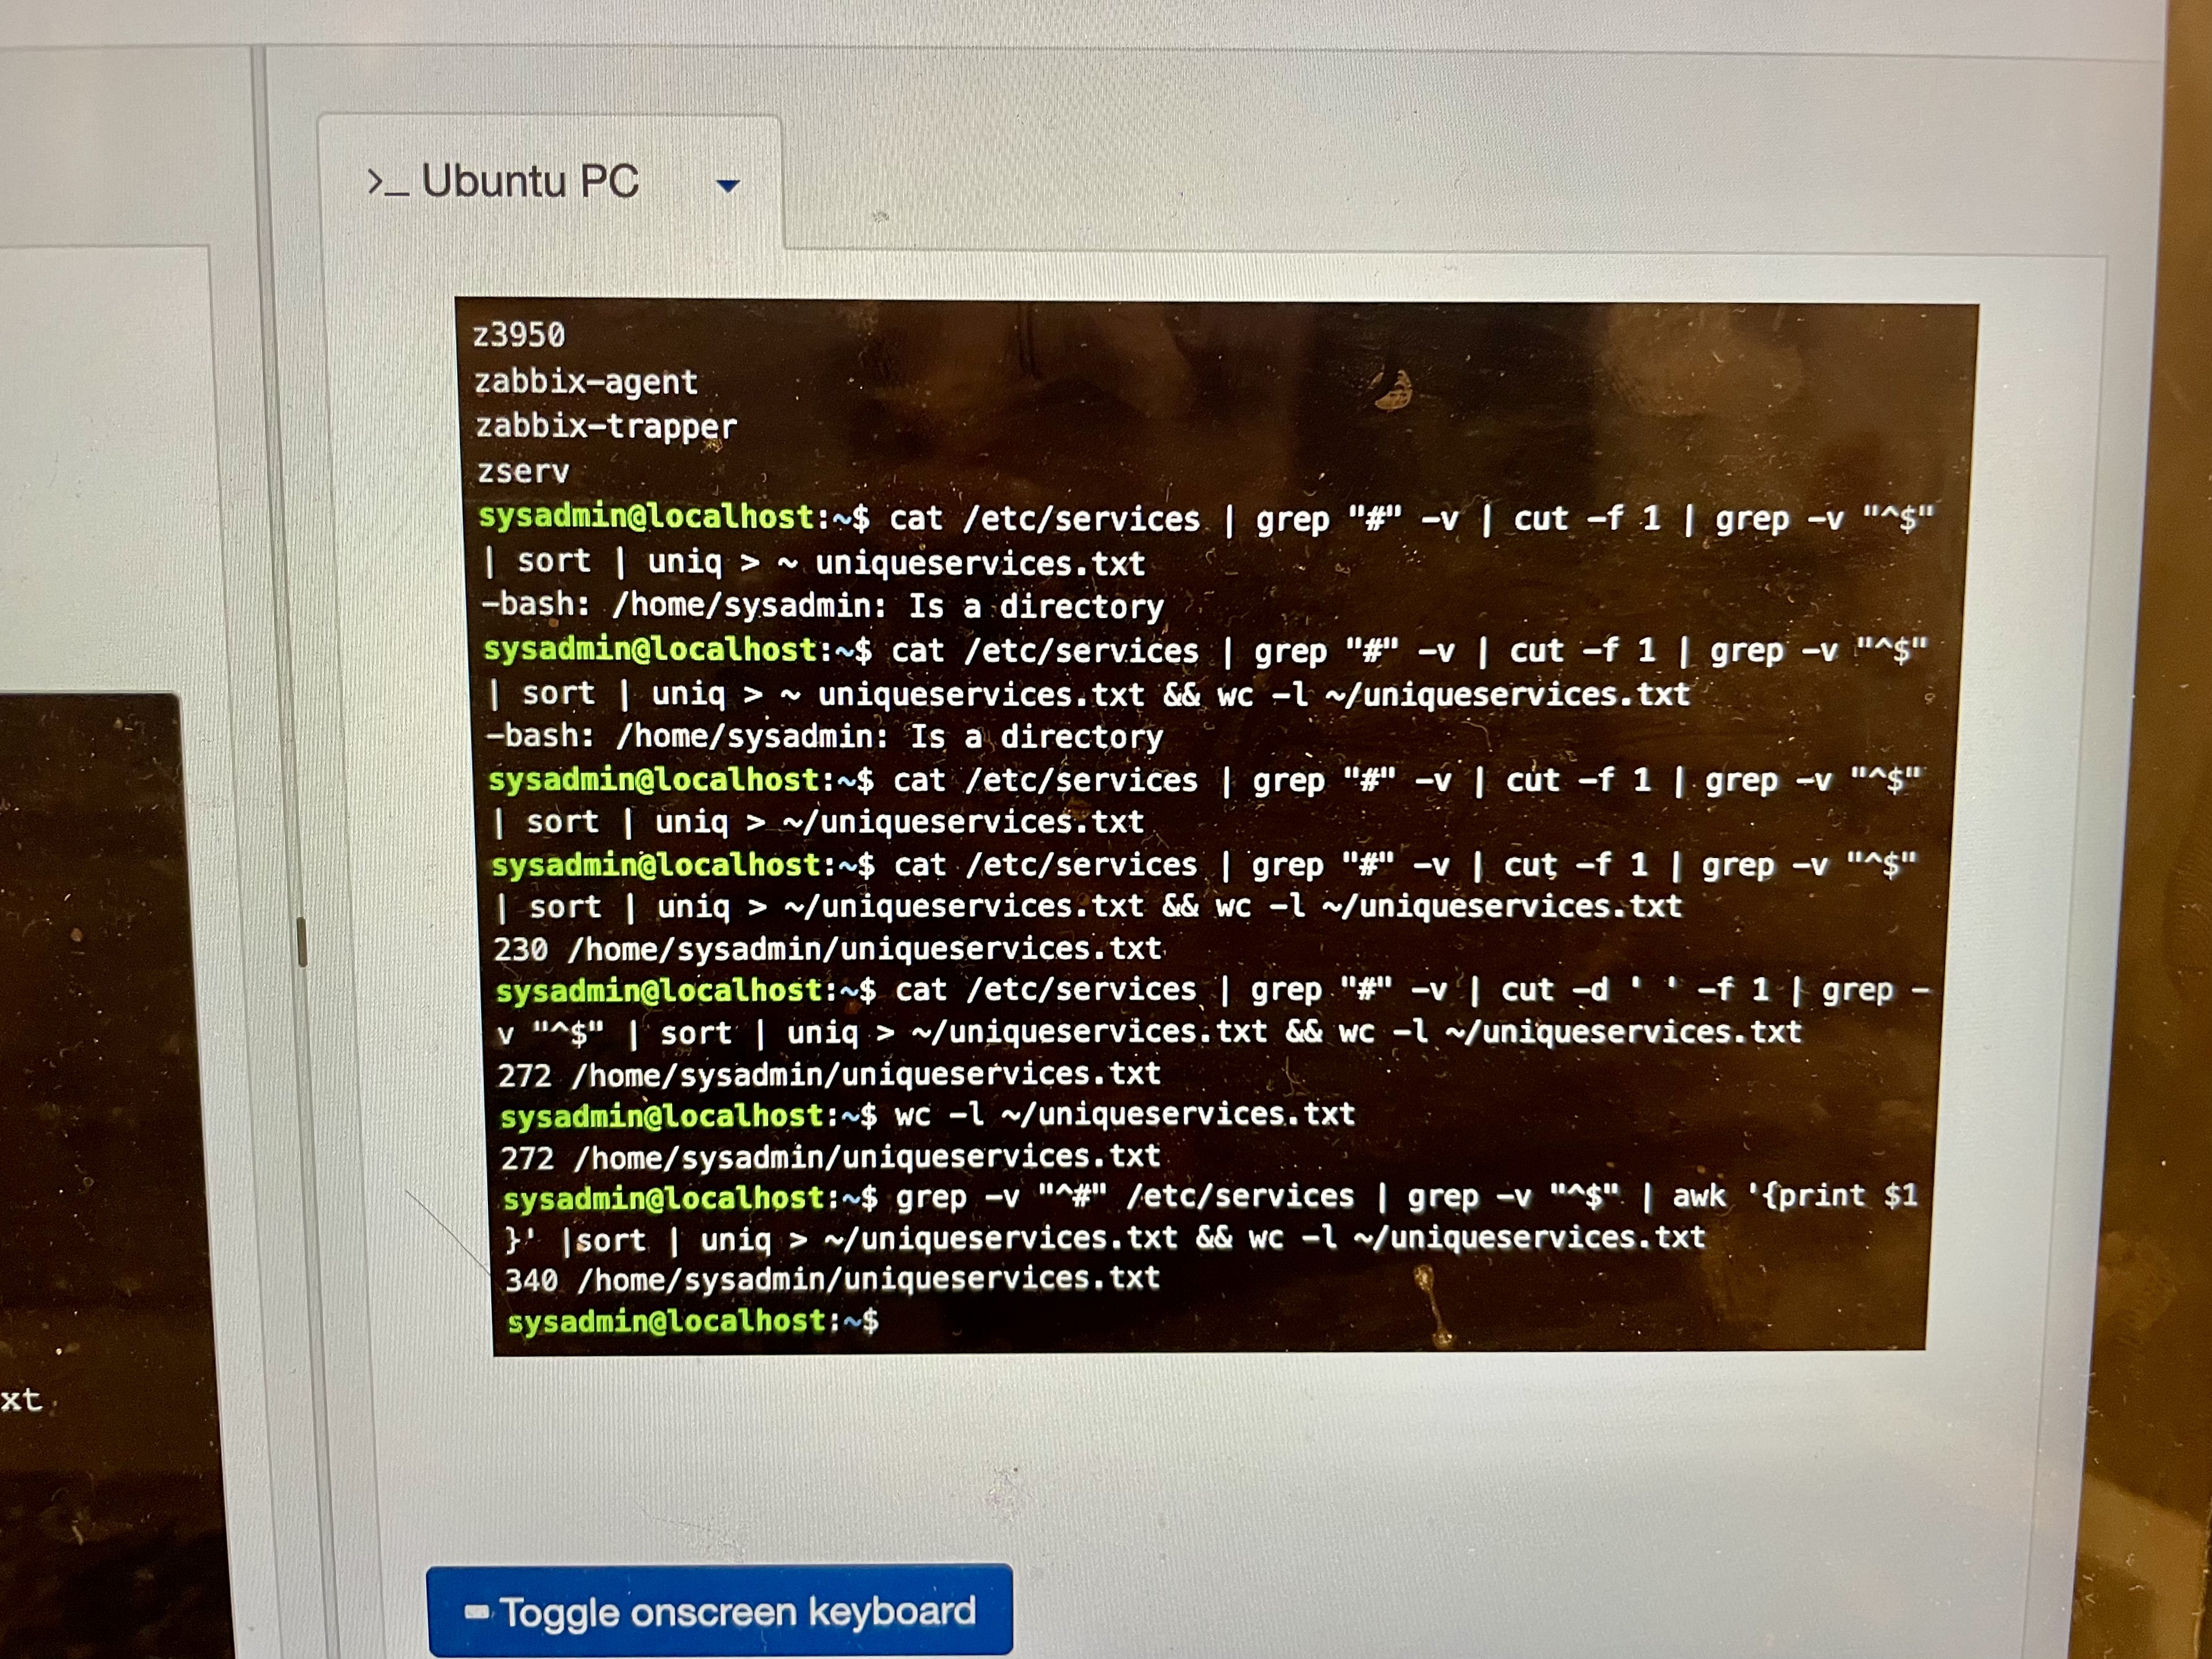 >_ Ubuntu PC
z3950
zabbix-agent
zabbix-trapper
zserv
sysadmin@localhost:~$ cat /etc/services | grep "#" -v | cut -f 1 | grep -v "^$"
| sort | uniq > ~ uniqueservices.txt
-bash: /home/sysadmin: Is a directory
sysadmin@localhost:~$ cat /etc/services | grep "#" -v | cut -f 1 | grep -v "^$"
| sort | uniq > ~ uniqueservices.txt && wc -l ~/uniqueservices.txt
-bash: /home/sysadmin: Is a directory
sysadmin@localhost:~$ cat /etc/services | grep "#" -v | cut -f 1 | grep -v "^$"
| sort | uniq > ~/uniqueservices.txt
sysadmin@localhost:~$ cat /etc/services | grep "#" -v | cut -f 1 | grep -v "^$"
| sort | uniq > ~/uniqueservices.txt && wc -l ~/uniqueservices.txt
230 /home/sysadmin/uniqueservices.txt
sysadmin@localhost:~$ cat /etc/services | grep "#" -v | cut -d ' ' -f 1 | grep -
v "^$" | sort | uniq > ~/uniqueservices.txt && wc -l ~/uniqueservices.txt
272 /home/sysadmin/uniqueservices.txt
sysadmin@localhost:~$ wc -l ~/uniqueservices.txt
272 /home/sysadmin/uniqueservices.txt
sysadmin@localhost:~$ grep -v "^#" /etc/services | grep -v "^$" | awk '{print $1
}' |sort | uniq > ~/uniqueservices.txt && wc -l ~/uniqueservices.txt
340 /home/sysadmin/uniqueservices.txt
sysadmin@localhost:~$
xt
Toggle onscreen keyboard